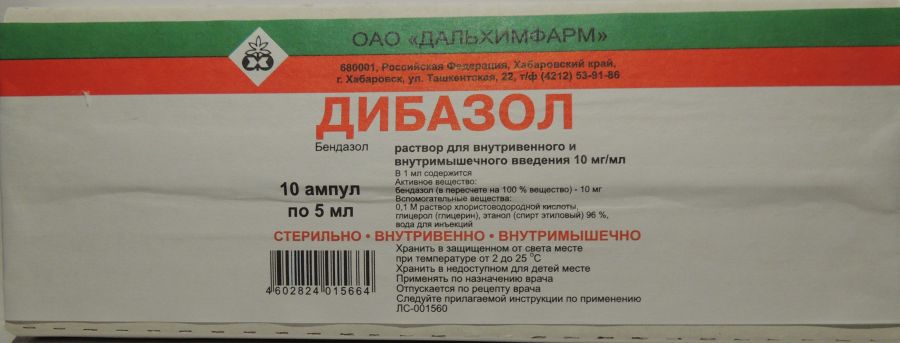 ОАО «ДАЛЬХИМФАРМ»
680001, Российская Федерация, Хабаровский край,
г. Хабаровск, ул. Ташкентская, 22, т/ф (4212) 53-91-86
ДИБАЗОЛ
Бендазол
раствор для внутривенного и
внутримышечного введения 10 мг/мл
В 1 мл содержится
Активное вещество:
бендазол (в пересчете на 100 % вещество) - 10 мг
Вспомогательные вещества:
0,1 М раствор хлористоводородной кислоты,
глицерол (глицерин), этанол (спирт этиловый) 96 %,
вода для инъекций
10 ампул
по 5 мл
СТЕРИЛЬНО • ВНУТРИВЕННО • ВНУТРИМЫШЕЧНО
Хранить в защищенном от света месте
при температуре от 2 до 25 °С
Хранить в недоступном для детей месте
Применять по назначению врача
Отпускается по рецепту врача
Следуйте прилагаемой инструкции по применению
ЛС-001560
4602824015664